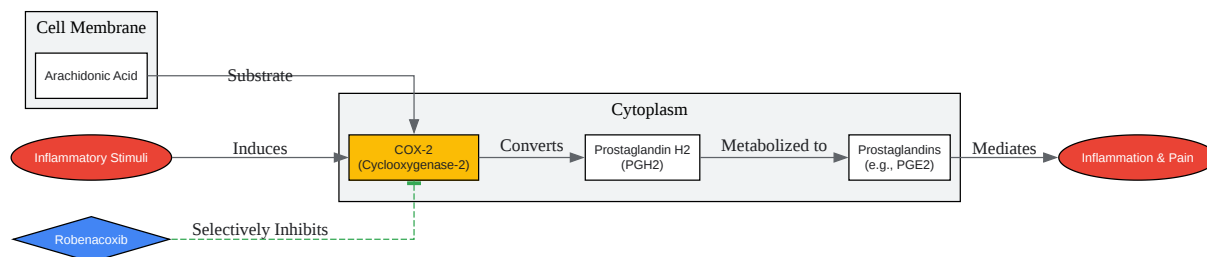 Cell Membrane
Arachidonic Acid
Substrate
Cytoplasm
Inflammatory Stimuli
Induces
COX-2
(Cyclooxygenase-2)
Converts
Prostaglandin H2
(PGH2)
Metabolized to
Prostaglandins
(e.g., PGE2)
Mediates
Inflammation & Pain
Robenacoxib
Selectively Inhibits